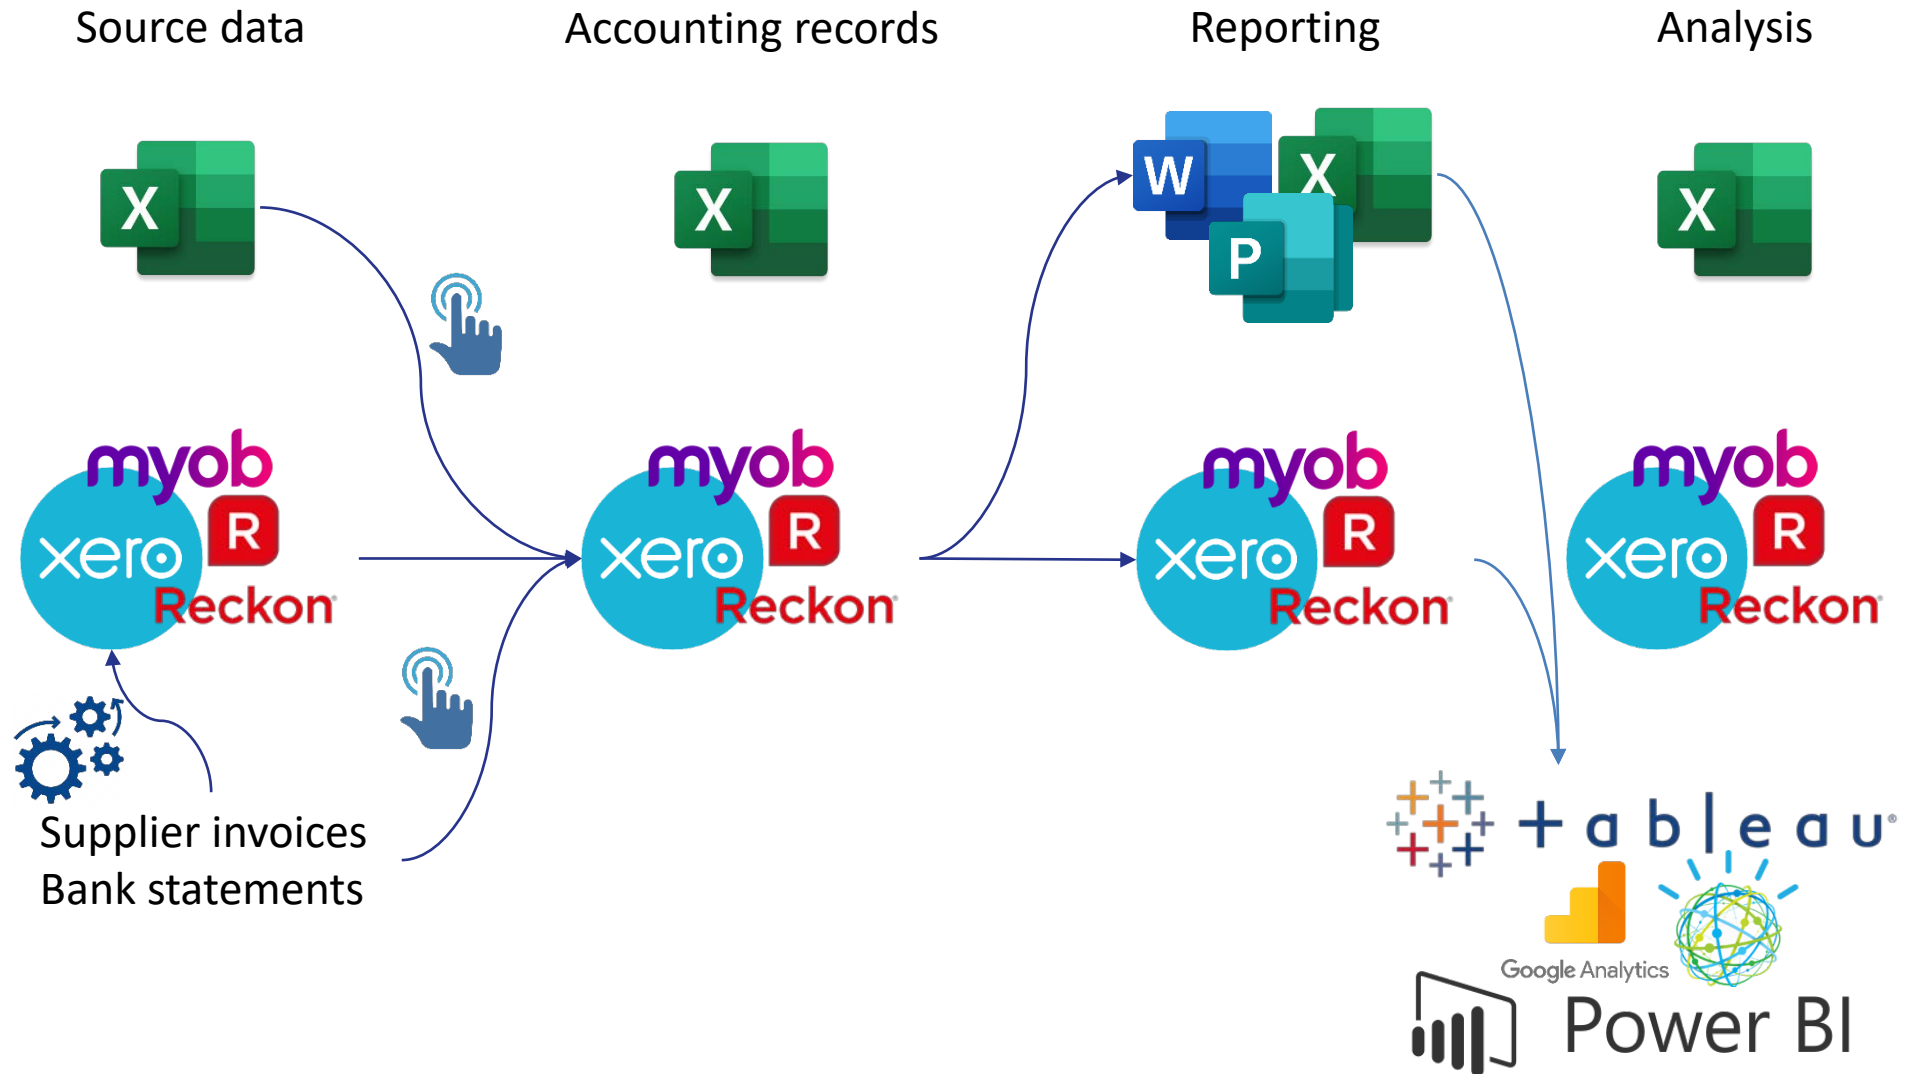 Source data
Accounting records
Reporting
Analysis
X
X
W
X
P
X
myob
xero
R
Reckon
myob
xero
R
Reckon
myob
xero
R
Reckon
myob
xero
R
Reckon
Supplier invoices
Bank statements
+ableau®
Google Analytics
Power BI